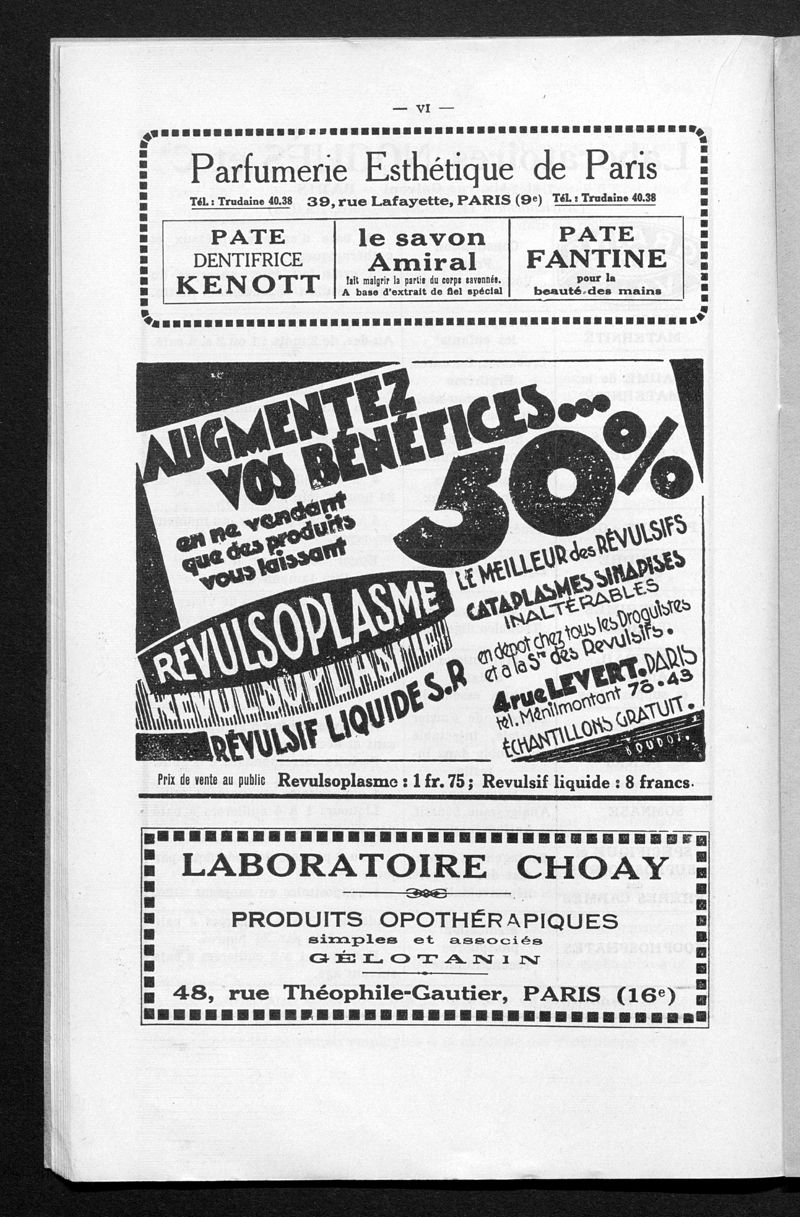 — VI —
Parfumerie Esthétique de Paris
TÉL. : Trudaine 40.38 39, rue Lafayette, PARIS (9e) TÉL. : Trudaine 40.38
PATE
DENTIFRICE
KENOTT
le savon
Amiral
fait maigrir la partie du corps savonnée.
A base d'extrait de fiel spécial
PATE
FANTINE
pour la
beauté des mains
AUGMENTEZ
VOS BÉNÉFICES...
en ne vendant
que des produits
vous laissant
50%
REVULSOPLASME
REVULSOPLASME
RÉVULSIF LIQUIDE S.R
LE MEILLEUR des RÉVULSIFS
CATAPLASMES SINAPISES
INALTÉRABLES
en dépot chez tous les Droguistes
et a la Sté des Revulsifs.
4 rue LEVERT. PARIS
tél. Ménilmontant 76.43
ÉCHANTILLONS GRATUIT.
BOUDOT.
Prix de vente au public Revulsoplasme : 1 fr. 75 ; Revulsif liquide : 8 francs.
LABORATOIRE CHOAY
PRODUITS OPOTHÉRAPIQUES
simples et associés
GÉLOTANIN
48, rue Théophile-Gautier, PARIS (16e)